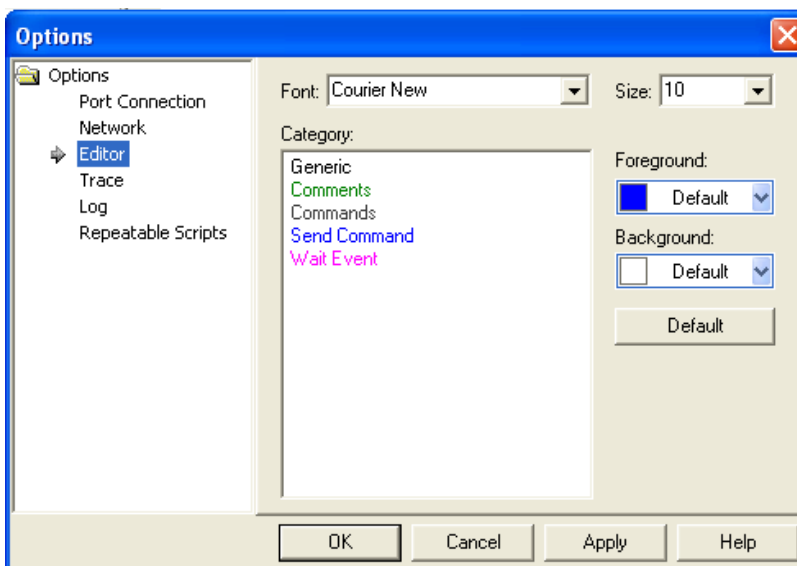 Options
Options
Port Connection
Network
Editor
Trace
Log
Repeatable Scripts
Font: Courier New
Size: 10
Category:
Generic
Comments
Commands
Send Command
Wait Event
Foreground:
Default
Background:
Default
Default
OK Cancel Apply Help